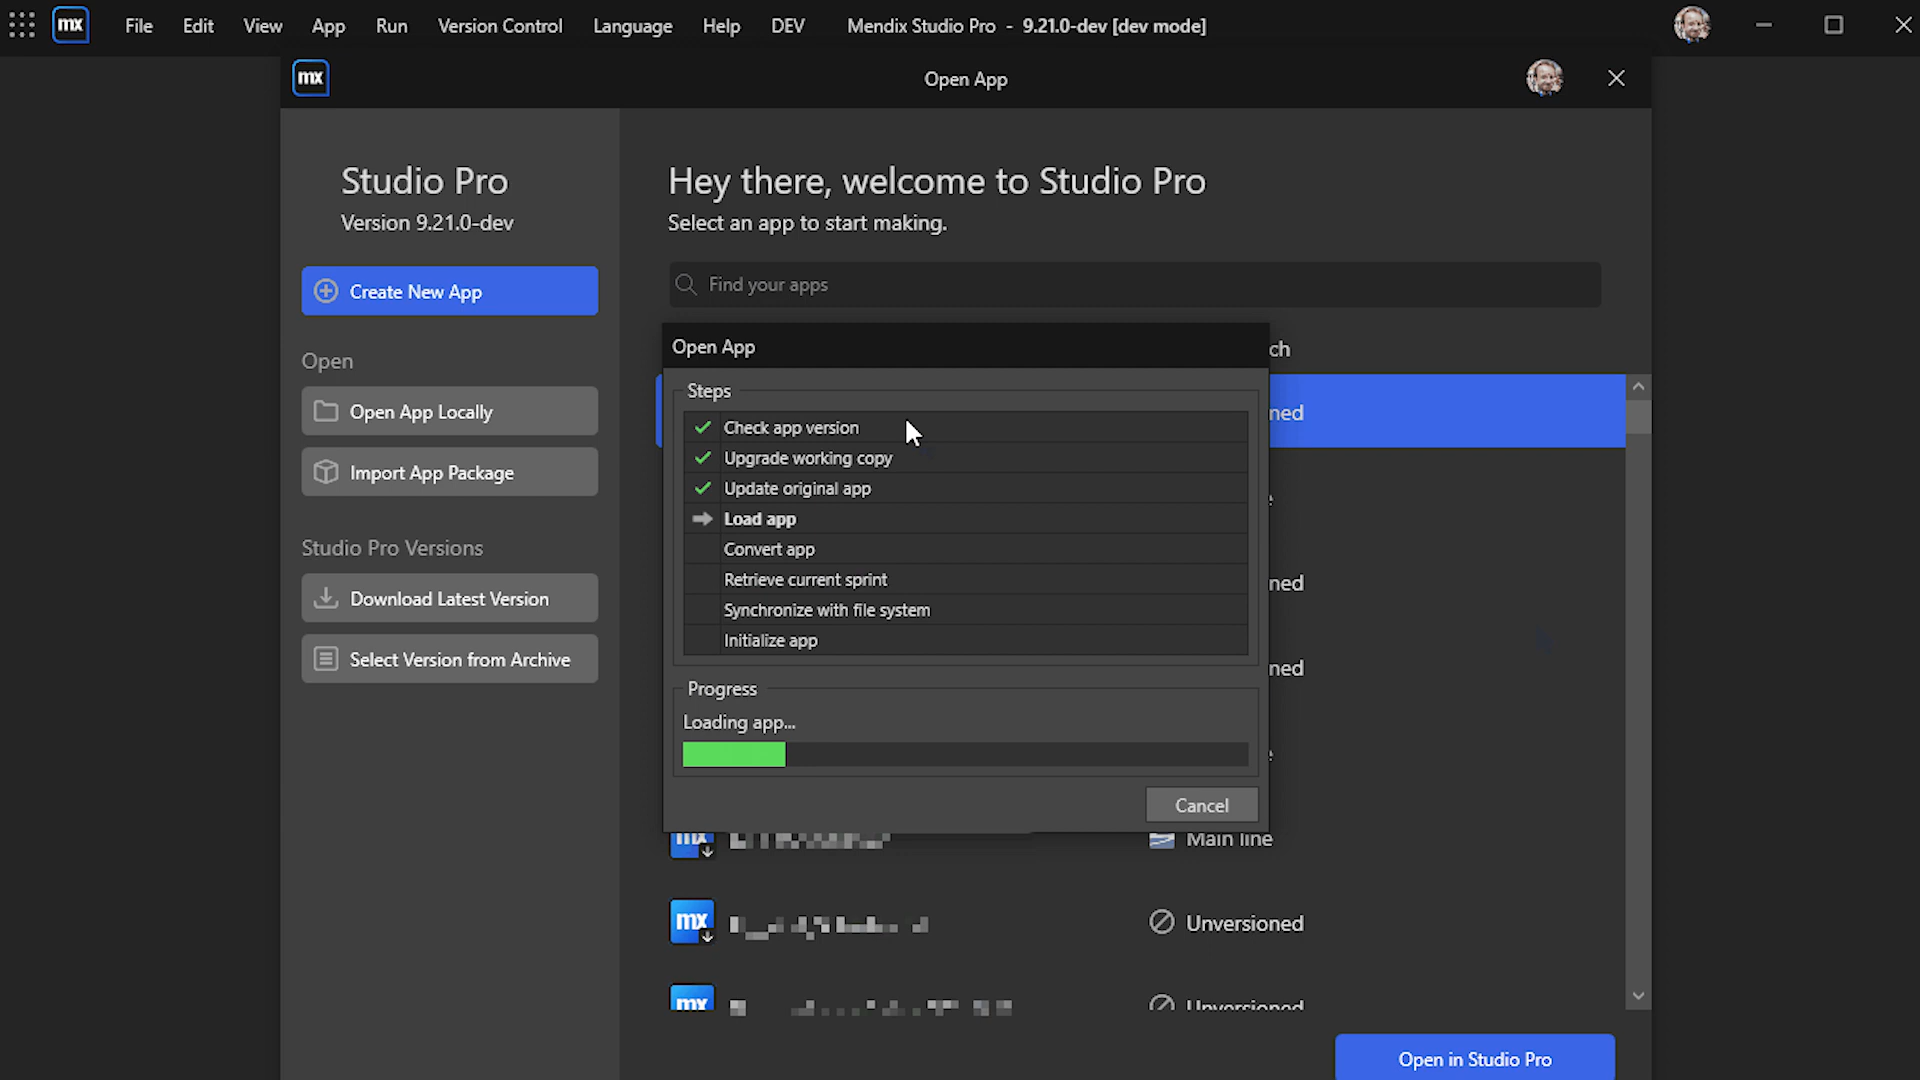 mx File Edit View App Run Version Control Language Help DEV Mendix Studio Pro - 9.21.0-dev [dev mode]
mx Open App
Studio Pro
Version 9.21.0-dev
Create New App
Open
Open App Locally
Import App Package
Studio Pro Versions
Download Latest Version
Select Version from Archive
Hey there, welcome to Studio Pro
Select an app to start making.
Find your apps
Open App
Steps
Check app version
Upgrade working copy
Update original app
Load app
Convert app
Retrieve current sprint
Synchronize with file system
Initialize app
Progress
Loading app...
Cancel
mx Main line
mx Unversioned
mx Unversioned
Open in Studio Pro